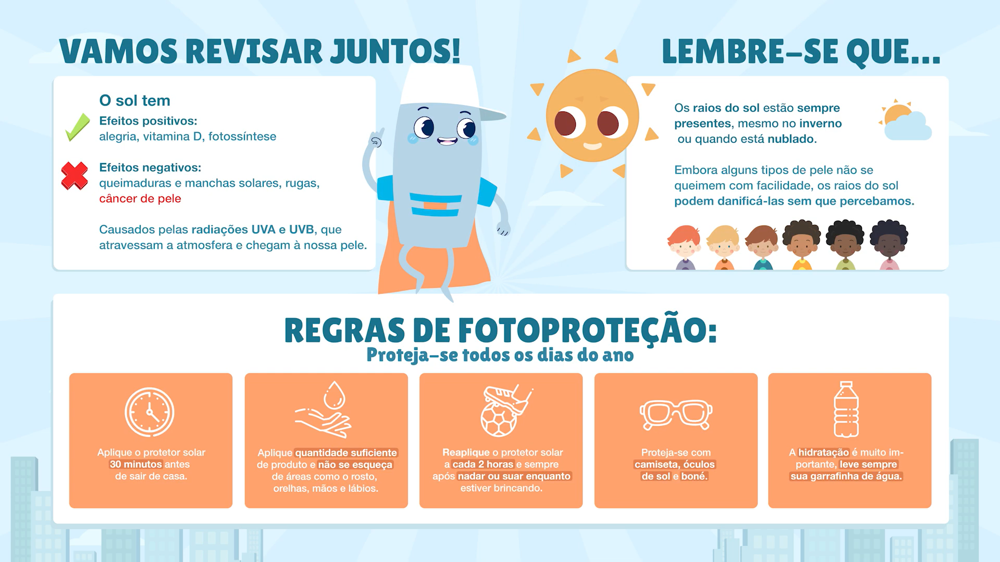 VAMOS REVISAR JUNTOS!
O sol tem
Efeitos positivos:
alegria, vitamina D, fotossíntese
Efeitos negativos:
queimaduras e manchas solares, rugas,
câncer de pele
Causados pelas radiações UVA e UVB, que
atravessam a atmosfera e chegam à nossa pele.
LEMBRE-SE QUE...
Os raios do sol estão sempre
presentes, mesmo no inverno
ou quando está nublado.
Embora alguns tipos de pele não se
queimem com facilidade, os raios do sol
podem danificá-las sem que percebamos.
REGRAS DE FOTOPROTEÇÃO:
Proteja-se todos os dias do ano
Aplique o protetor solar
30 minutos antes
de sair de casa.
Aplique quantidade suficiente
de produto e não se esqueça
de áreas como o rosto,
orelhas, mãos e lábios.
Reaplique o protetor solar
a cada 2 horas e sempre
após nadar ou suar enquanto
estiver brincando.
Proteja-se com
camiseta, óculos
de sol e boné.
A hidratação é muito im-
portante, leve sempre
sua garrafinha de água.